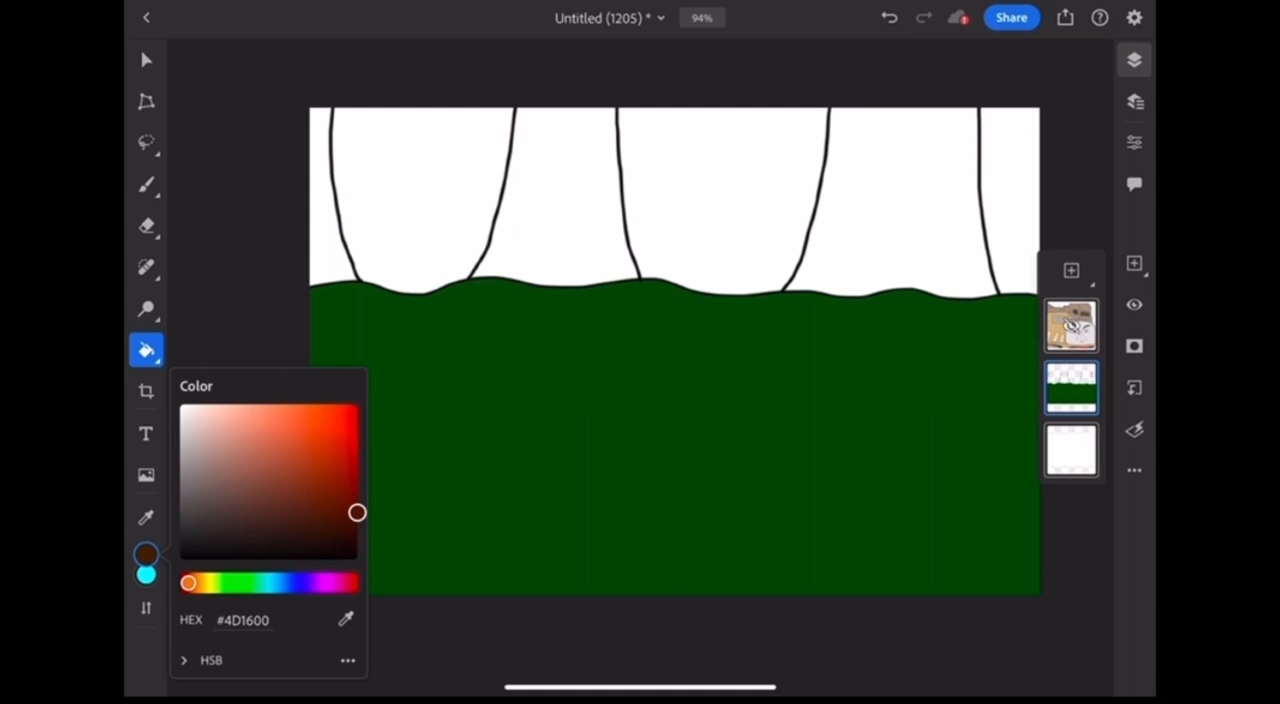 Untitled (1205) *
94%
Share
Color
HEX #4D1600
HSB